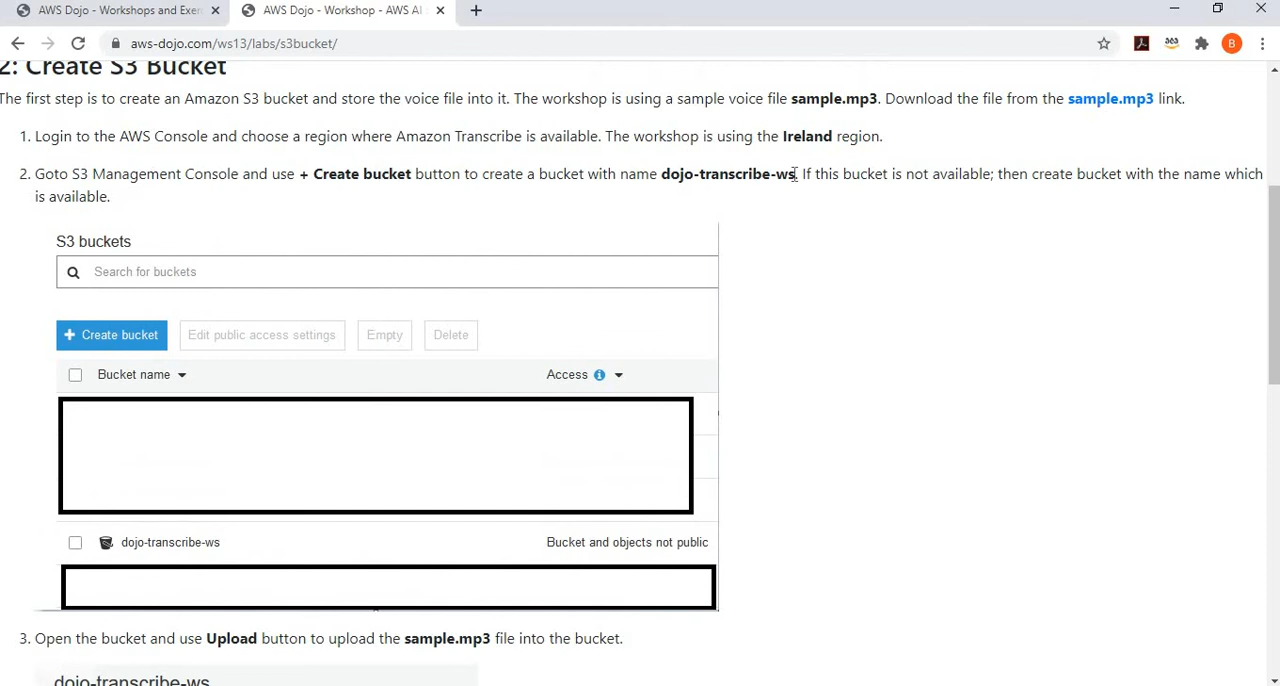 AWS Dojo - Workshops and Exer
AWS Dojo - Workshop - AWS AI
aws-dojo.com/ws13/labs/s3bucket/
B
2: Create S3 Bucket
The first step is to create an Amazon S3 bucket and store the voice file into it. The workshop is using a sample voice file sample.mp3. Download the file from the sample.mp3 link.
1. Login to the AWS Console and choose a region where Amazon Transcribe is available. The workshop is using the Ireland region.
2. Goto S3 Management Console and use + Create bucket button to create a bucket with name dojo-transcribe-ws. If this bucket is not available; then create bucket with the name which
is available.
S3 buckets
Search for buckets
+ Create bucket Edit public access settings Empty Delete
Bucket name Access
dojo-transcribe-ws Bucket and objects not public
3. Open the bucket and use Upload button to upload the sample.mp3 file into the bucket.
dojo-transcribe-ws